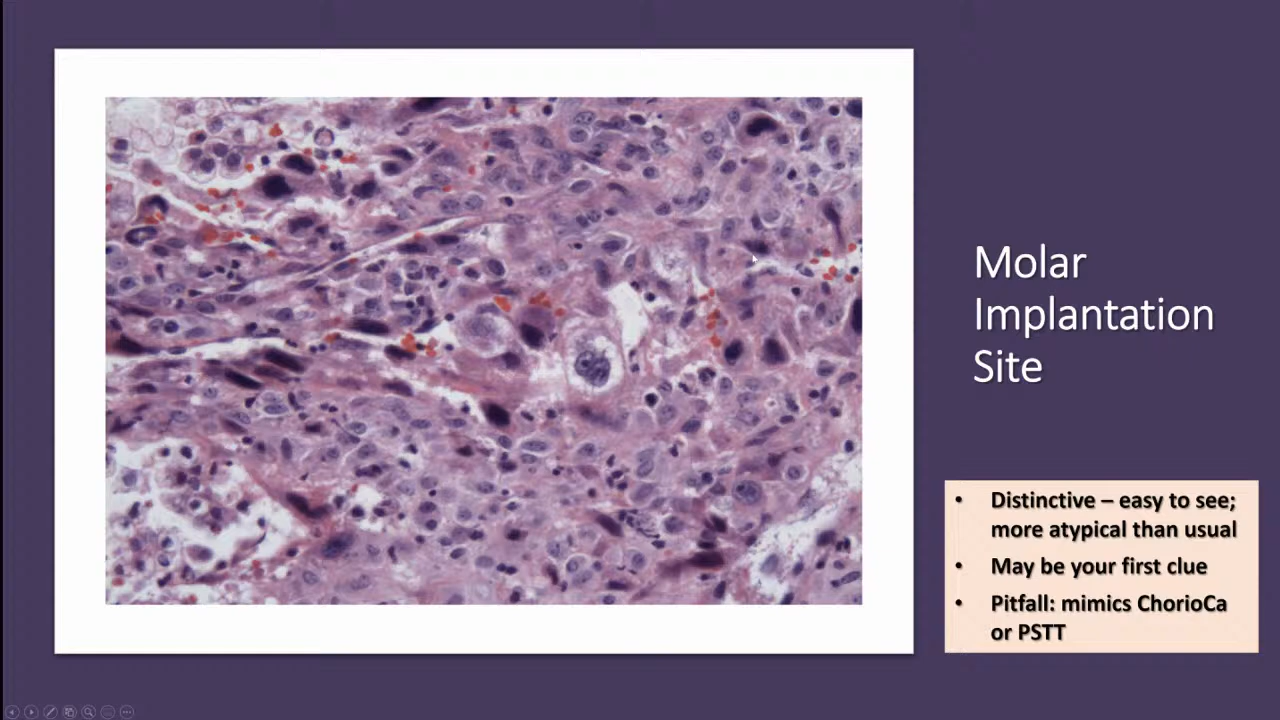 Molar
Implantation
Site
• Distinctive – easy to see;
more atypical than usual
• May be your first clue
• Pitfall: mimics ChorioCa
or PSTT